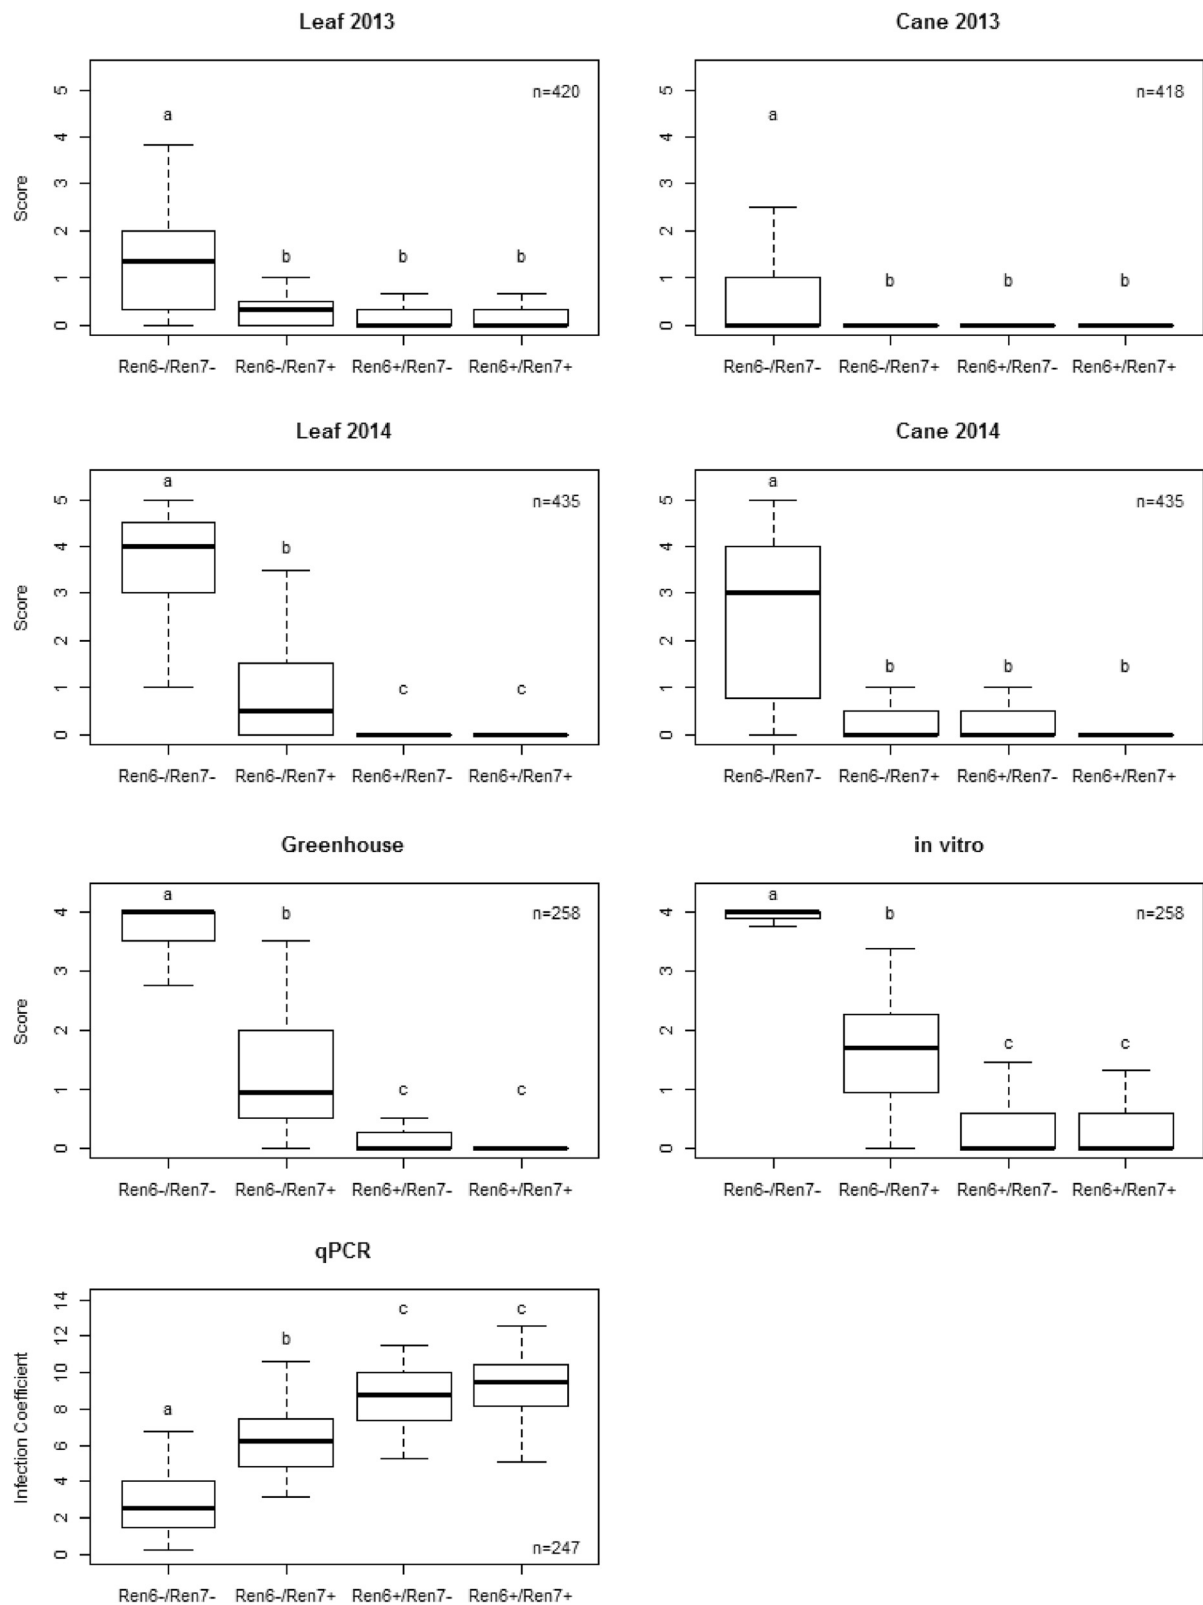 Leaf 2013
5
4
3
2
1
0
Score
a
b
b
b
n=420
Ren6-/Ren7- Ren6-/Ren7+ Ren6+/Ren7- Ren6+/Ren7+
Cane 2013
5
4
3
2
1
0
a
b
b
b
n=418
Ren6-/Ren7- Ren6-/Ren7+ Ren6+/Ren7- Ren6+/Ren7+
Leaf 2014
5
4
3
2
1
0
Score
a
b
c
c
n=435
Ren6-/Ren7- Ren6-/Ren7+ Ren6+/Ren7- Ren6+/Ren7+
Cane 2014
5
4
3
2
1
0
a
b
b
b
n=435
Ren6-/Ren7- Ren6-/Ren7+ Ren6+/Ren7- Ren6+/Ren7+
Greenhouse
4
3
2
1
0
Score
a
b
c
c
n=258
Ren6-/Ren7- Ren6-/Ren7+ Ren6+/Ren7- Ren6+/Ren7+
in vitro
4
3
2
1
0
a
b
c
c
n=258
Ren6-/Ren7- Ren6-/Ren7+ Ren6+/Ren7- Ren6+/Ren7+
qPCR
14
12
10
8
6
4
2
0
Infection Coefficient
a
b
c
c
n=247
Ren6-/Ren7- Ren6-/Ren7+ Ren6+/Ren7- Ren6+/Ren7+